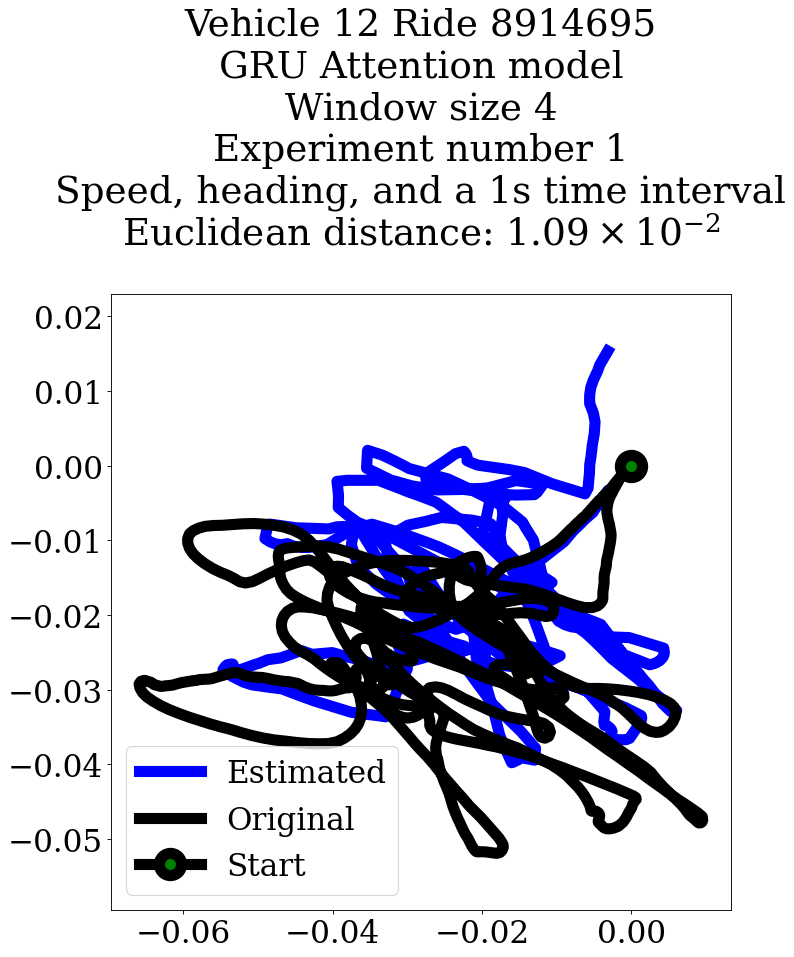 Vehicle 12 Ride 8914695
GRU Attention model
Window size 4
Experiment number 1
Speed, heading, and a 1s time interval
Euclidean distance: 1.09 × 10⁻²
0.02
0.01
0.00
−0.01
−0.02
−0.03
−0.04
−0.05
Estimated
Original
Start
−0.06
−0.04
−0.02
0.00